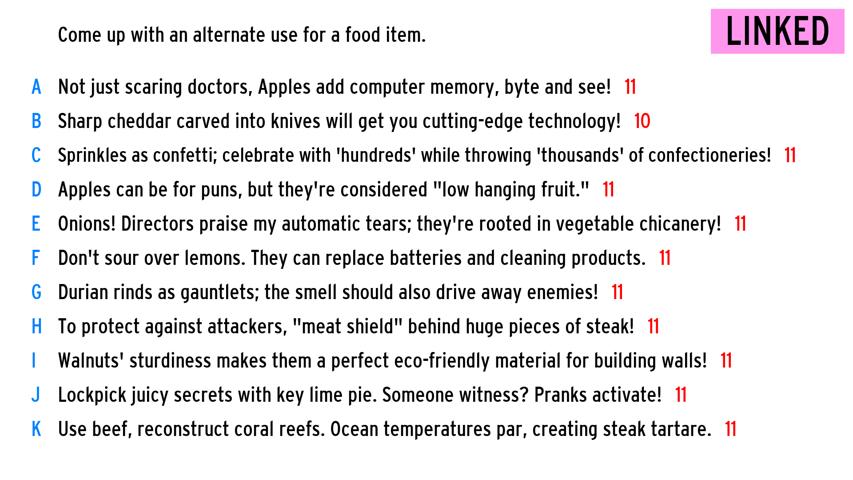 Come up with an alternate use for a food item.
LINKED
A Not just scaring doctors, Apples add computer memory, byte and see! 11
B Sharp cheddar carved into knives will get you cutting-edge technology! 10
C Sprinkles as confetti; celebrate with 'hundreds' while throwing 'thousands' of confectioneries! 11
D Apples can be for puns, but they're considered "low hanging fruit." 11
E Onions! Directors praise my automatic tears; they're rooted in vegetable chicanery! 11
F Don't sour over lemons. They can replace batteries and cleaning products. 11
G Durian rinds as gauntlets; the smell should also drive away enemies! 11
H To protect against attackers, "meat shield" behind huge pieces of steak! 11
I Walnuts' sturdiness makes them a perfect eco-friendly material for building walls! 11
J Lockpick juicy secrets with key lime pie. Someone witness? Pranks activate! 11
K Use beef, reconstruct coral reefs. Ocean temperatures par, creating steak tartare. 11